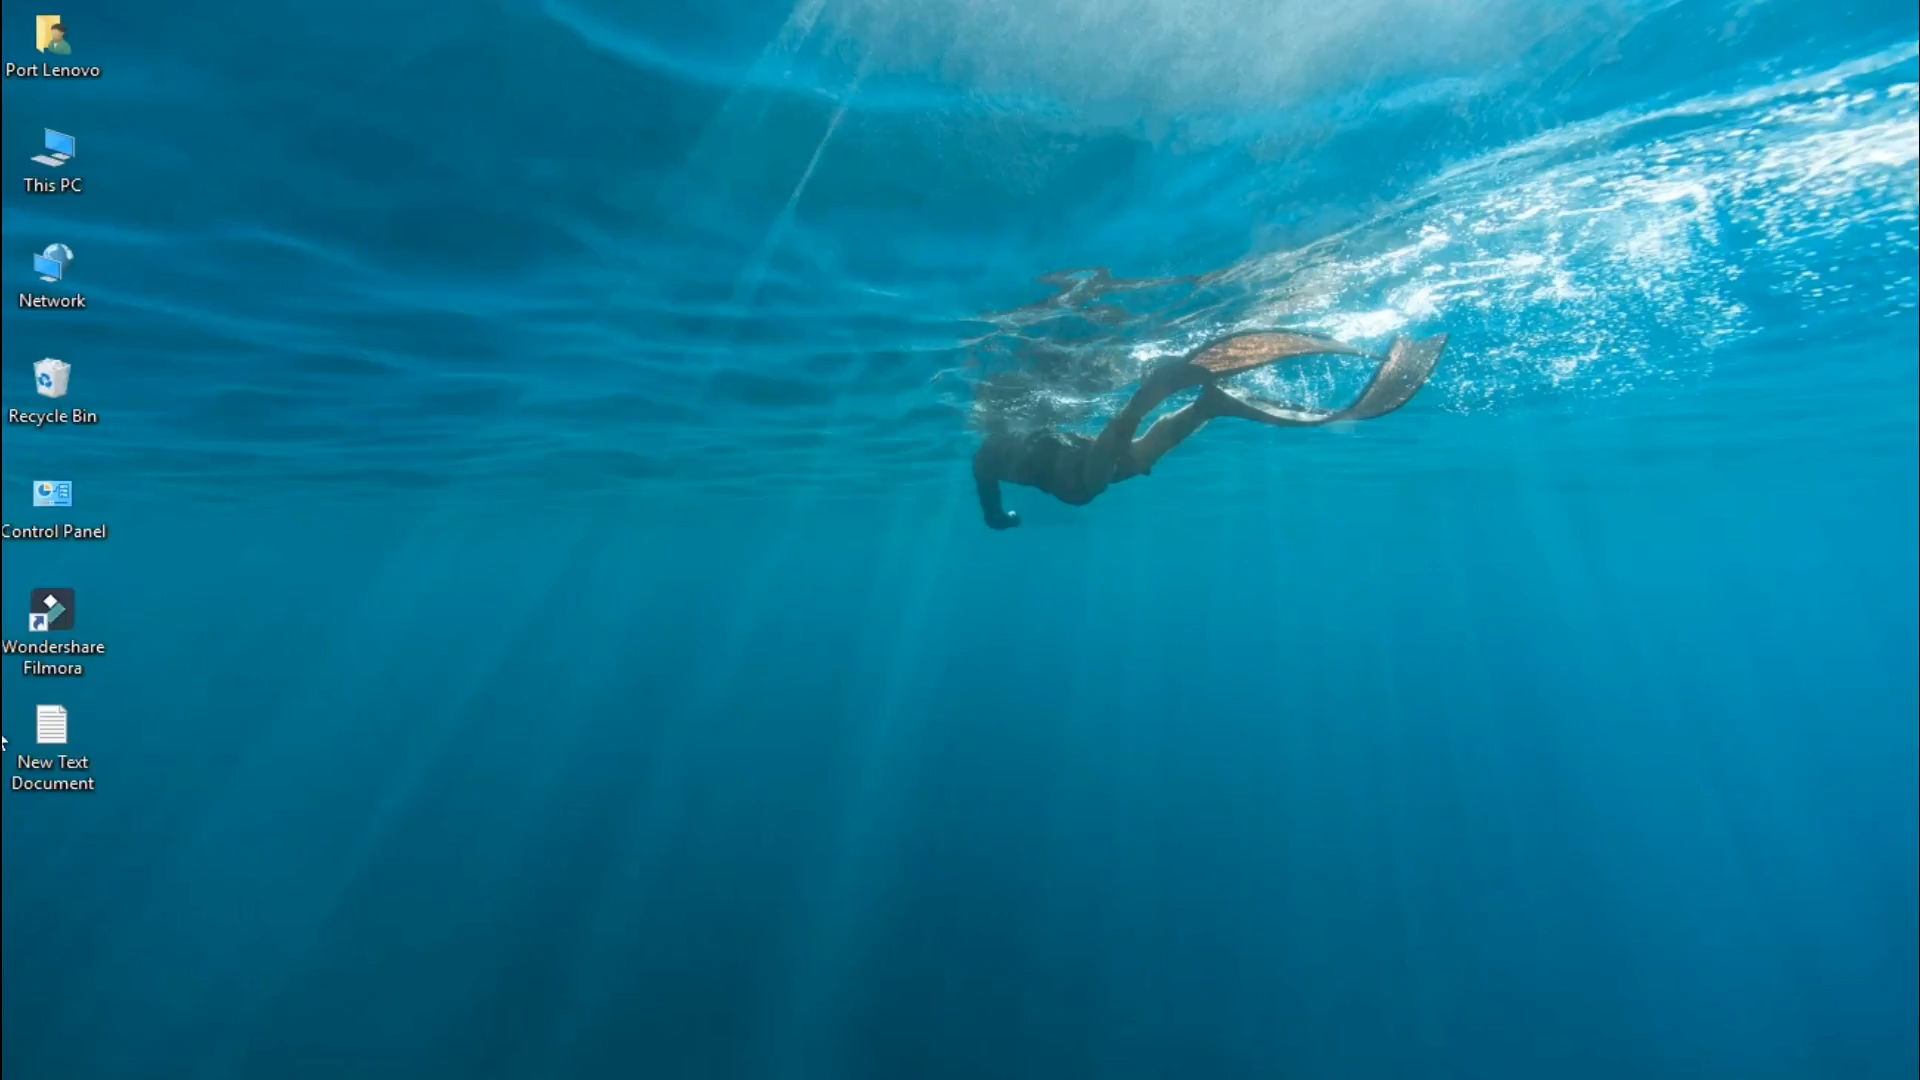 Port Lenovo
This PC
Network
Recycle Bin
Control Panel
Wondershare
Filmora
New Text
Document